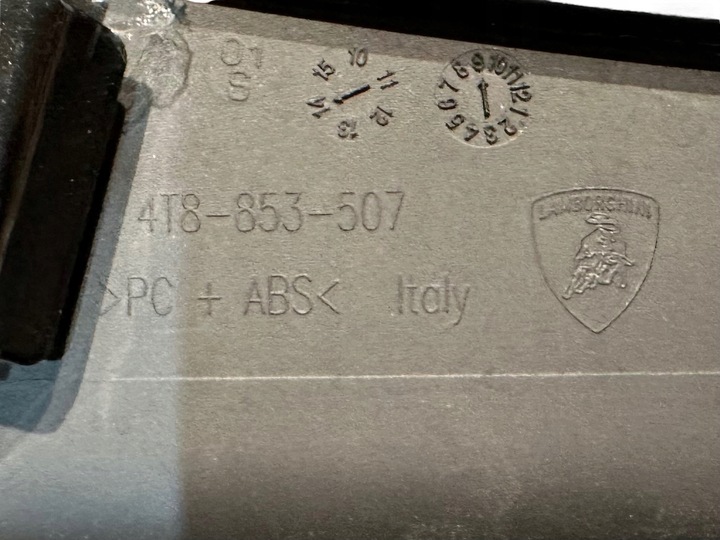 01
S
10 11 12 13 14 15
1 2 3 4 5 6 7 8 9 10 11 12
4T8-853-507
>PC + ABS< Italy
LAMBORGHINI